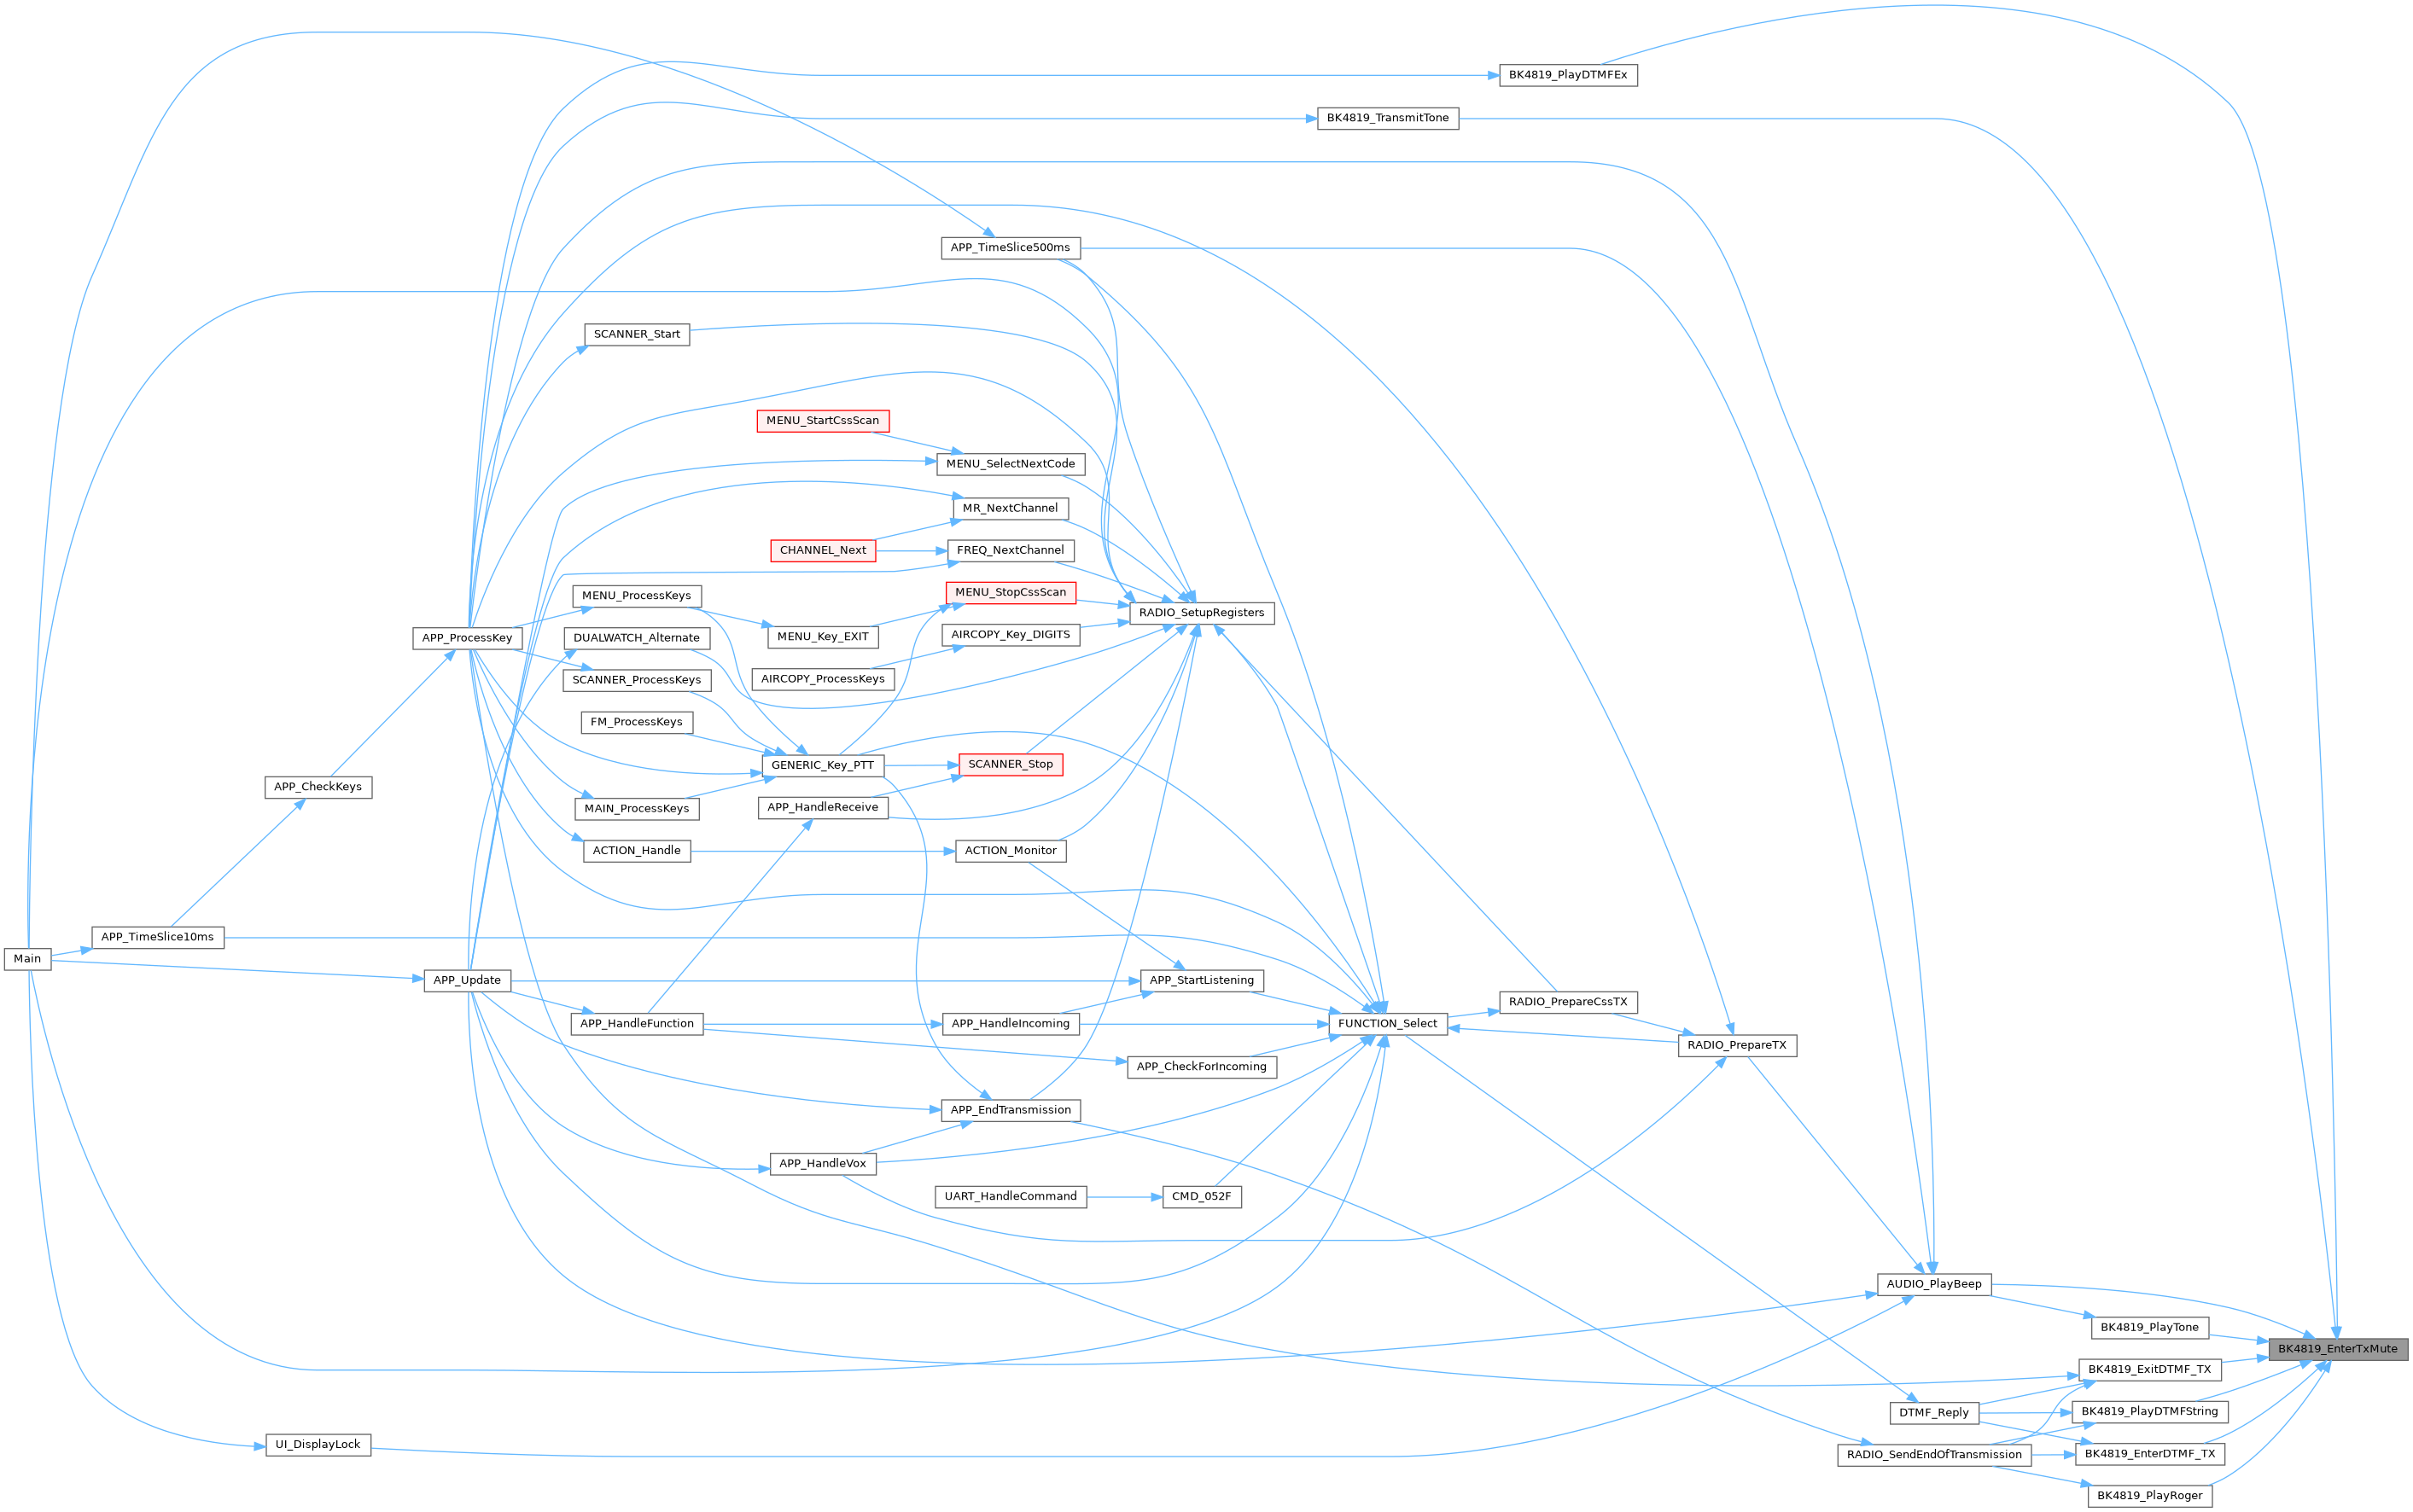 BK4819_PlayDTMFEx
BK4819_TransmitTone
APP_TimeSlice500ms
SCANNER_Start
MENU_StartCssScan
MENU_SelectNextCode
MR_NextChannel
CHANNEL_Next
FREQ_NextChannel
MENU_ProcessKeys
MENU_StopCssScan
RADIO_SetupRegisters
APP_ProcessKey
DUALWATCH_Alternate
MENU_Key_EXIT
AIRCOPY_Key_DIGITS
SCANNER_ProcessKeys
AIRCOPY_ProcessKeys
FM_ProcessKeys
GENERIC_Key_PTT
SCANNER_Stop
APP_CheckKeys
MAIN_ProcessKeys
APP_HandleReceive
ACTION_Handle
ACTION_Monitor
APP_TimeSlice10ms
Main
APP_Update
APP_StartListening
RADIO_PrepareCssTX
APP_HandleFunction
APP_HandleIncoming
FUNCTION_Select
RADIO_PrepareTX
APP_CheckForIncoming
APP_EndTransmission
APP_HandleVox
UART_HandleCommand
CMD_052F
AUDIO_PlayBeep
BK4819_PlayTone
BK4819_EnterTxMute
BK4819_ExitDTMF_TX
DTMF_Reply
BK4819_PlayDTMFString
UI_DisplayLock
RADIO_SendEndOfTransmission
BK4819_EnterDTMF_TX
BK4819_PlayRoger